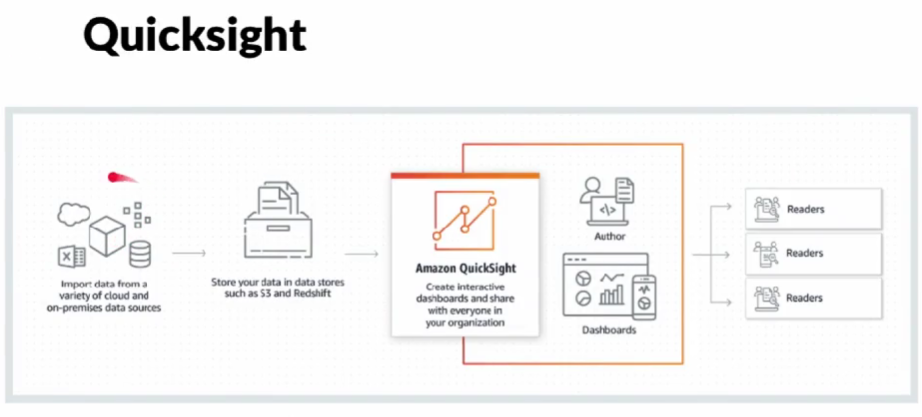 Quicksight
Import data from a
variety of cloud and
on-premises data sources
Store your data in data stores
such as S3 and Redshift
Amazon QuickSight
Create interactive
dashboards and share
with everyone in
your organization
Author
Dashboards
Readers
Readers
Readers